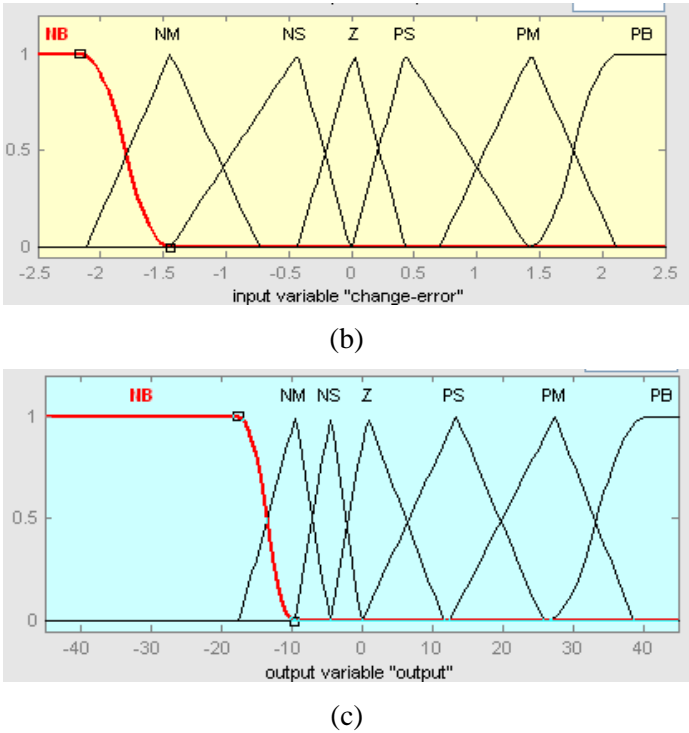 NB NM NS Z PS PM PB
1
0.5
0
-2.5 -2 -1.5 -1 -0.5 0 0.5 1 1.5 2 2.5
input variable "change-error"
(b)
NB NM NS Z PS PM PB
1
0.5
0
-40 -30 -20 -10 0 10 20 30 40
output variable "output"
(c)